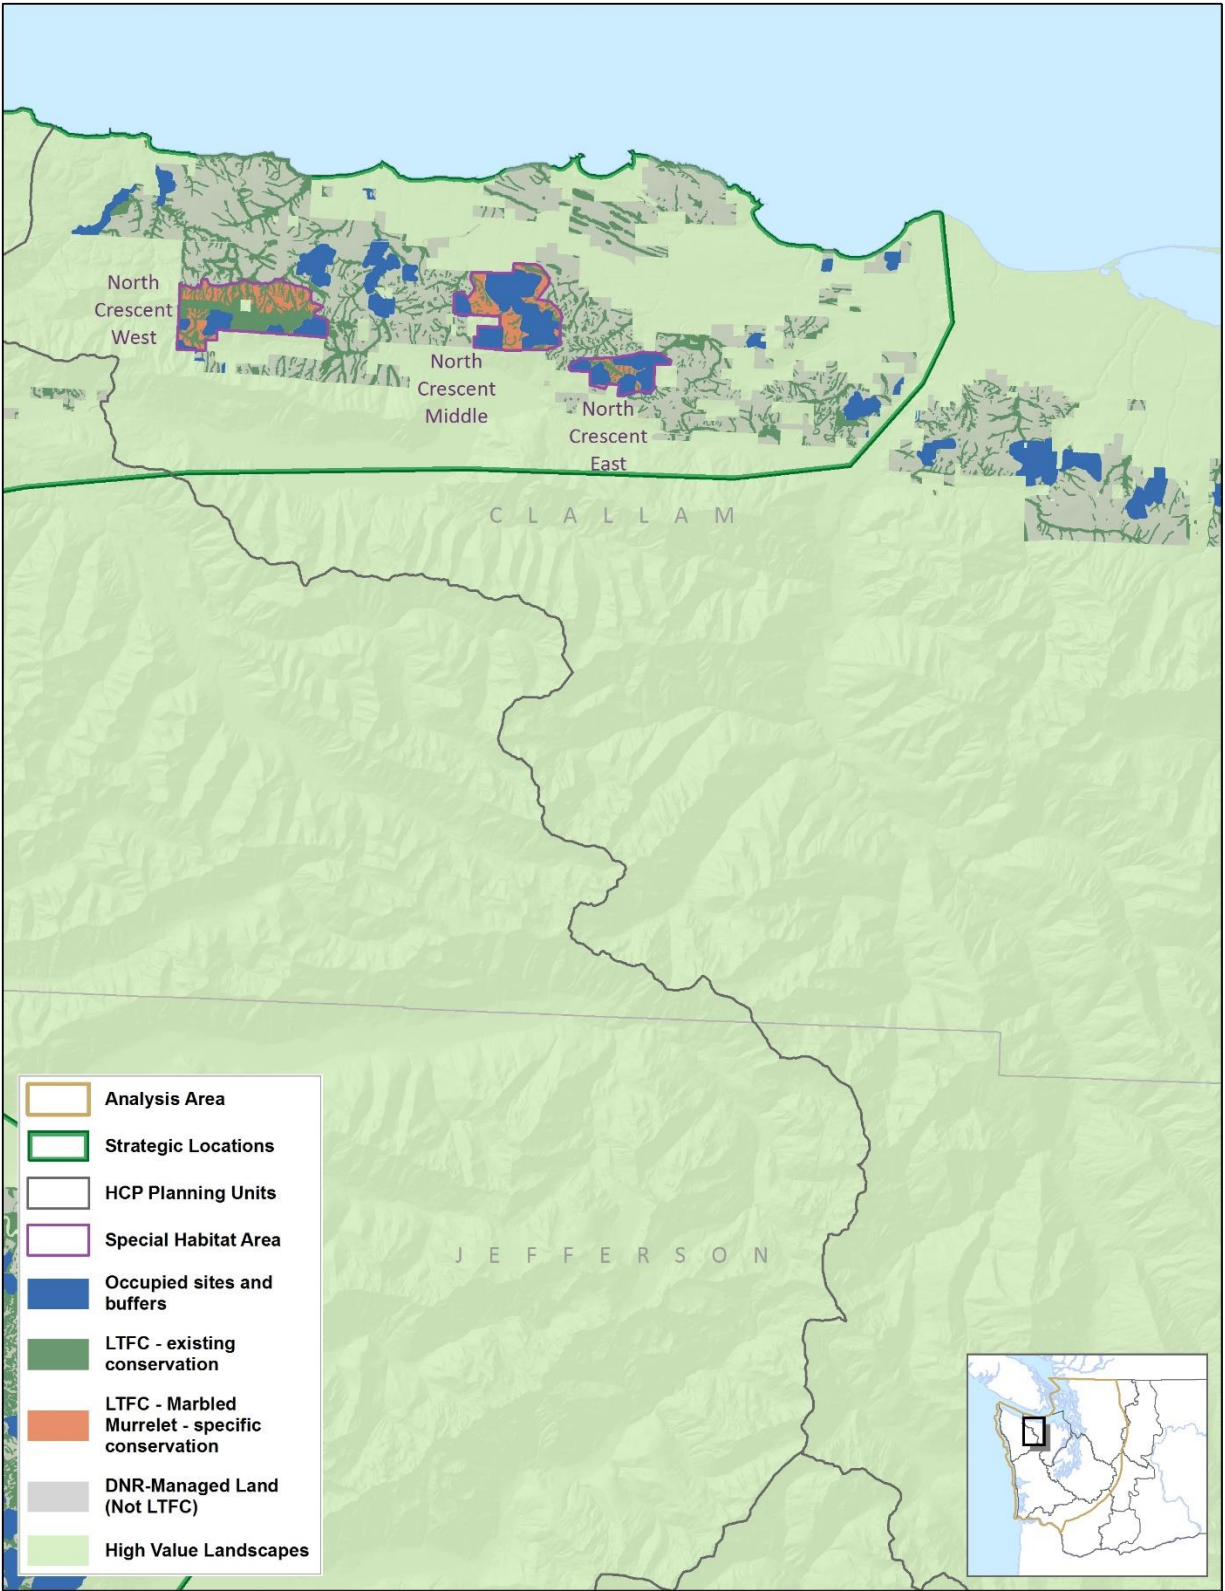 North
Crescent
West
North
Crescent
Middle
North
Crescent
East
CLALLAM
JEFFERSON
Analysis Area
Strategic Locations
HCP Planning Units
Special Habitat Area
Occupied sites and
buffers
LTFC - existing
conservation
LTFC - Marbled
Murrelet - specific
conservation
DNR-Managed Land
(Not LTFC)
High Value Landscapes